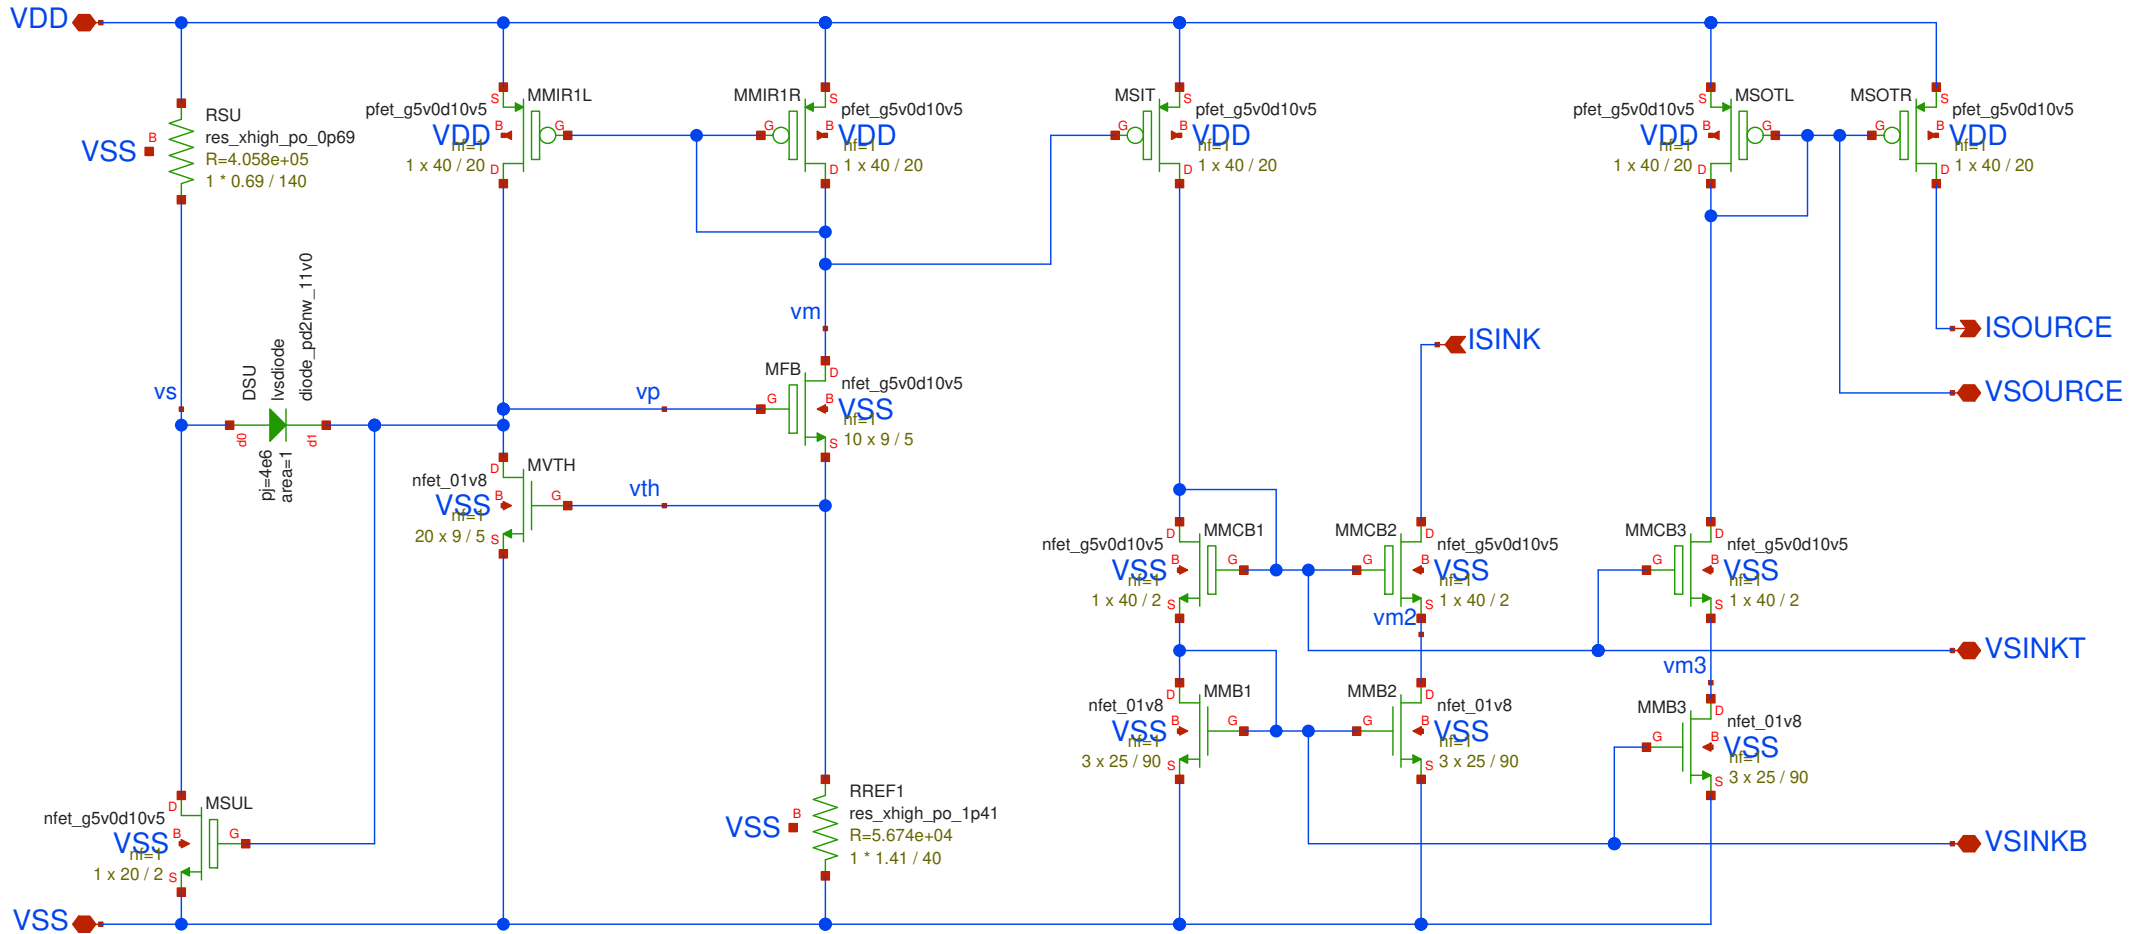 VDD
RSU
res_xhigh_po_0p69
R=4.058e+05
1 * 0.69 / 140
B
VSS
MMIR1L
pfet_g5v0d10v5
VDD
nf=1
1 x 40 / 20
S
B
G
D
MMIR1R
pfet_g5v0d10v5
VDD
nf=1
1 x 40 / 20
S
B
G
D
MSIT
pfet_g5v0d10v5
VDD
nf=1
1 x 40 / 20
S
B
G
D
MSOTL
pfet_g5v0d10v5
VDD
nf=1
1 x 40 / 20
S
B
G
D
MSOTR
pfet_g5v0d10v5
VDD
nf=1
1 x 40 / 20
S
B
G
D
ISOURCE
VSOURCE
ISINK
vm
vs
DSU
lvsdiode
diode_pd2nw_11v0
d0
d1
pj=4e6
area=1
vp
MFB
nfet_g5v0d10v5
VSS
nf=1
10 x 9 / 5
D
G
B
S
MVTH
nfet_01v8
VSS
nf=1
20 x 9 / 5
D
B
G
S
vth
MMCB1
nfet_g5v0d10v5
VSS
nf=1
1 x 40 / 2
D
B
G
S
MMCB2
nfet_g5v0d10v5
VSS
nf=1
1 x 40 / 2
D
G
B
S
MMCB3
nfet_g5v0d10v5
VSS
nf=1
1 x 40 / 2
D
G
B
S
vm2
VSINKT
vm3
MMB1
nfet_01v8
VSS
nf=1
3 x 25 / 90
D
B
G
S
MMB2
nfet_01v8
VSS
nf=1
3 x 25 / 90
D
G
B
S
MMB3
nfet_01v8
VSS
nf=1
3 x 25 / 90
D
G
B
S
MSUL
nfet_g5v0d10v5
VSS
nf=1
1 x 20 / 2
D
B
G
S
RREF1
res_xhigh_po_1p41
R=5.674e+04
1 * 1.41 / 40
B
VSS
VSINKB
VSS